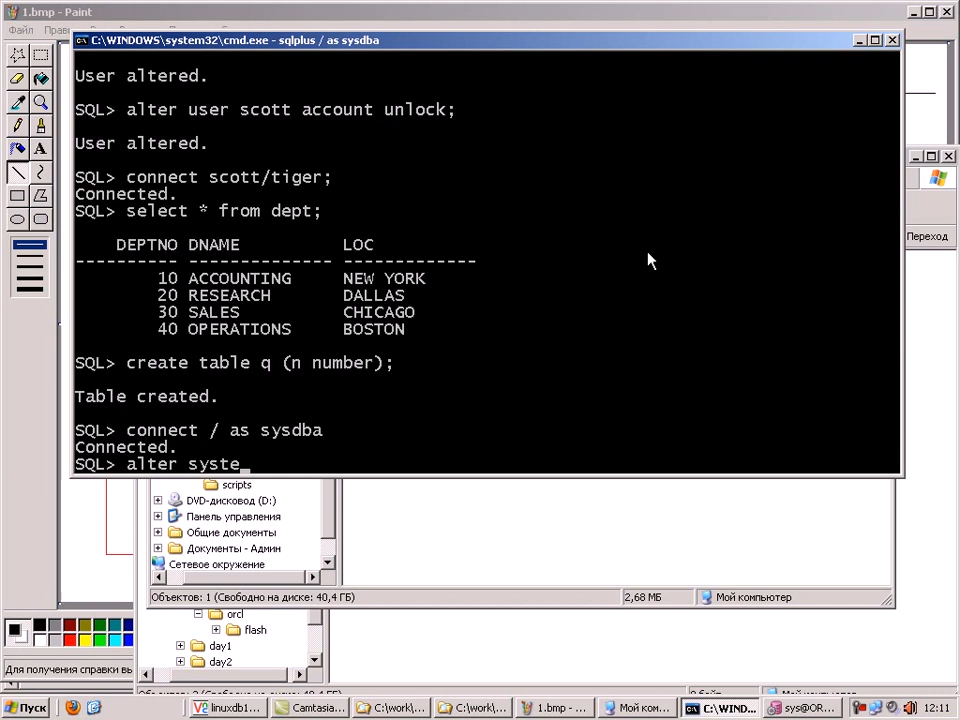 1.bmp - Paint
Файл Прав
C:\WINDOWS\system32\cmd.exe - sqlplus / as sysdba
User altered.
SQL> alter user scott account unlock;
User altered.
SQL> connect scott/tiger;
Connected.
SQL> select * from dept;
DEPTNO DNAME LOC
---------- -------------- -------------
10 ACCOUNTING NEW YORK
20 RESEARCH DALLAS
30 SALES CHICAGO
40 OPERATIONS BOSTON
SQL> create table q (n number);
Table created.
SQL> connect / as sysdba
Connected.
SQL> alter syste_
Переход
scripts
DVD-дисковод (D:)
Панель управления
Общие документы
Документы - Админ
Сетевое окружение
Объектов: 1 (Свободно на диске: 40,4 ГБ) 2,68 МБ Мой компьютер
orcl
flash
day1
day2
Для получения справки вы
Пуск linuxdb1... Camtasia... C:\work\... C:\work\... 1.bmp - ... Мой ком... C:\WIND... sys@OR... 12:11